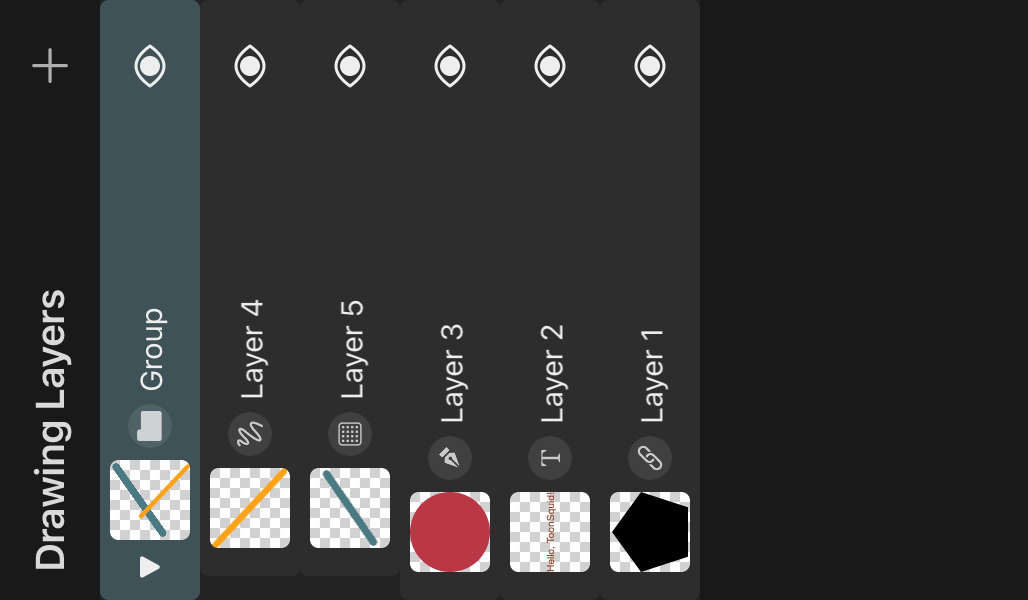 Drawing Layers
Group
Layer 4
Layer 5
Layer 3
Hello, ToonSquid!
T
Layer 2
Layer 1